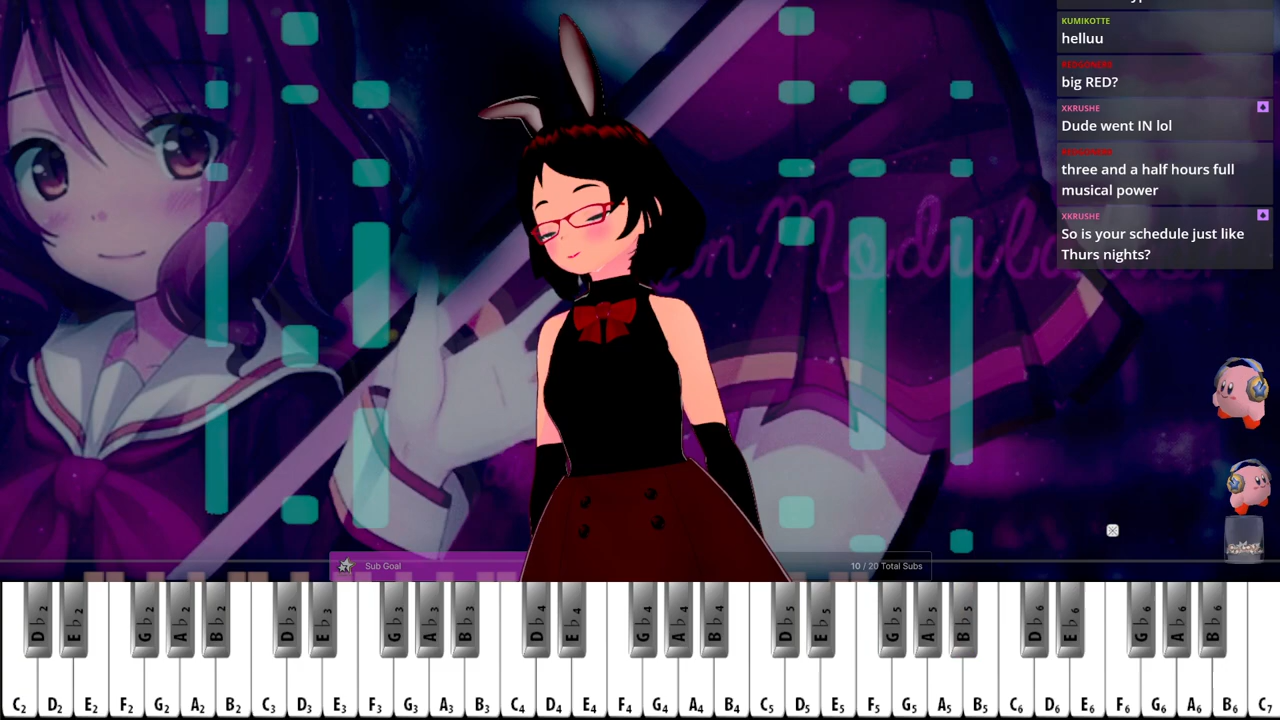 KUMIKOTTE
helluu
big RED?
XKRUSHE
Dude went IN lol
three and a half hours full
musical power
XKRUSHE
So is your schedule just like
Thurs nights?
Sub Goal
10 / 20 Total Subs
D♭2 E♭2 G♭2 A♭2 B♭2 D♭3 E♭3 G♭3 A♭3 B♭3 D♭4 E♭4 G♭4 A♭4 B♭4 D♭5 E♭5 G♭5 A♭5 B♭5 D♭6 E♭6 G♭6 A♭6 B♭6
C2 D2 E2 F2 G2 A2 B2 C3 D3 E3 F3 G3 A3 B3 C4 D4 E4 F4 G4 A4 B4 C5 D5 E5 F5 G5 A5 B5 C6 D6 E6 F6 G6 A6 B6 C7